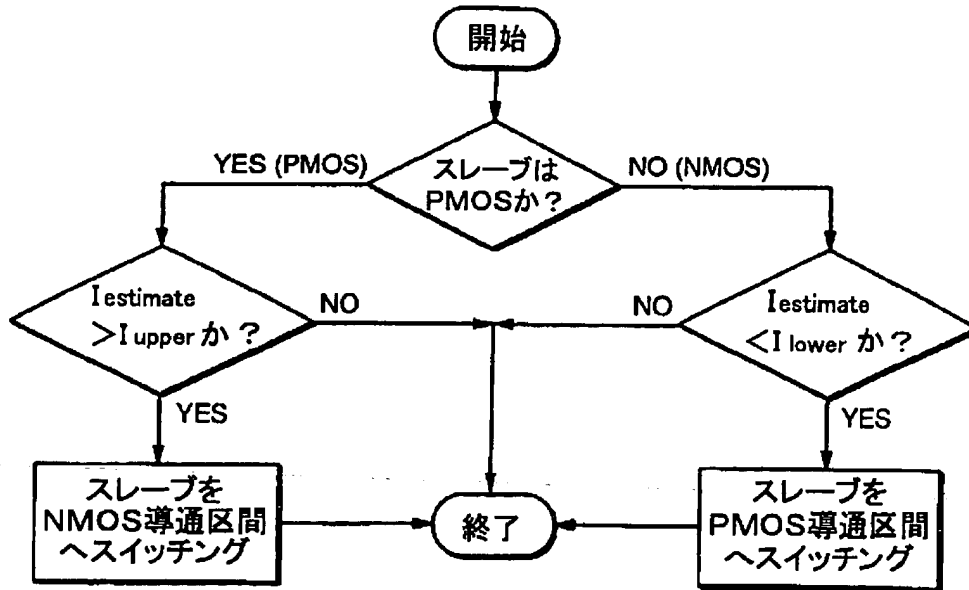 開始
YES (PMOS)
スレーブは
PMOSか？
NO (NMOS)
Iestimate
＞Iupperか？
NO
NO
Iestimate
＜Ilowerか？
YES
YES
スレーブを
NMOS導通区間
へスイッチング
終了
スレーブを
PMOS導通区間
へスイッチング